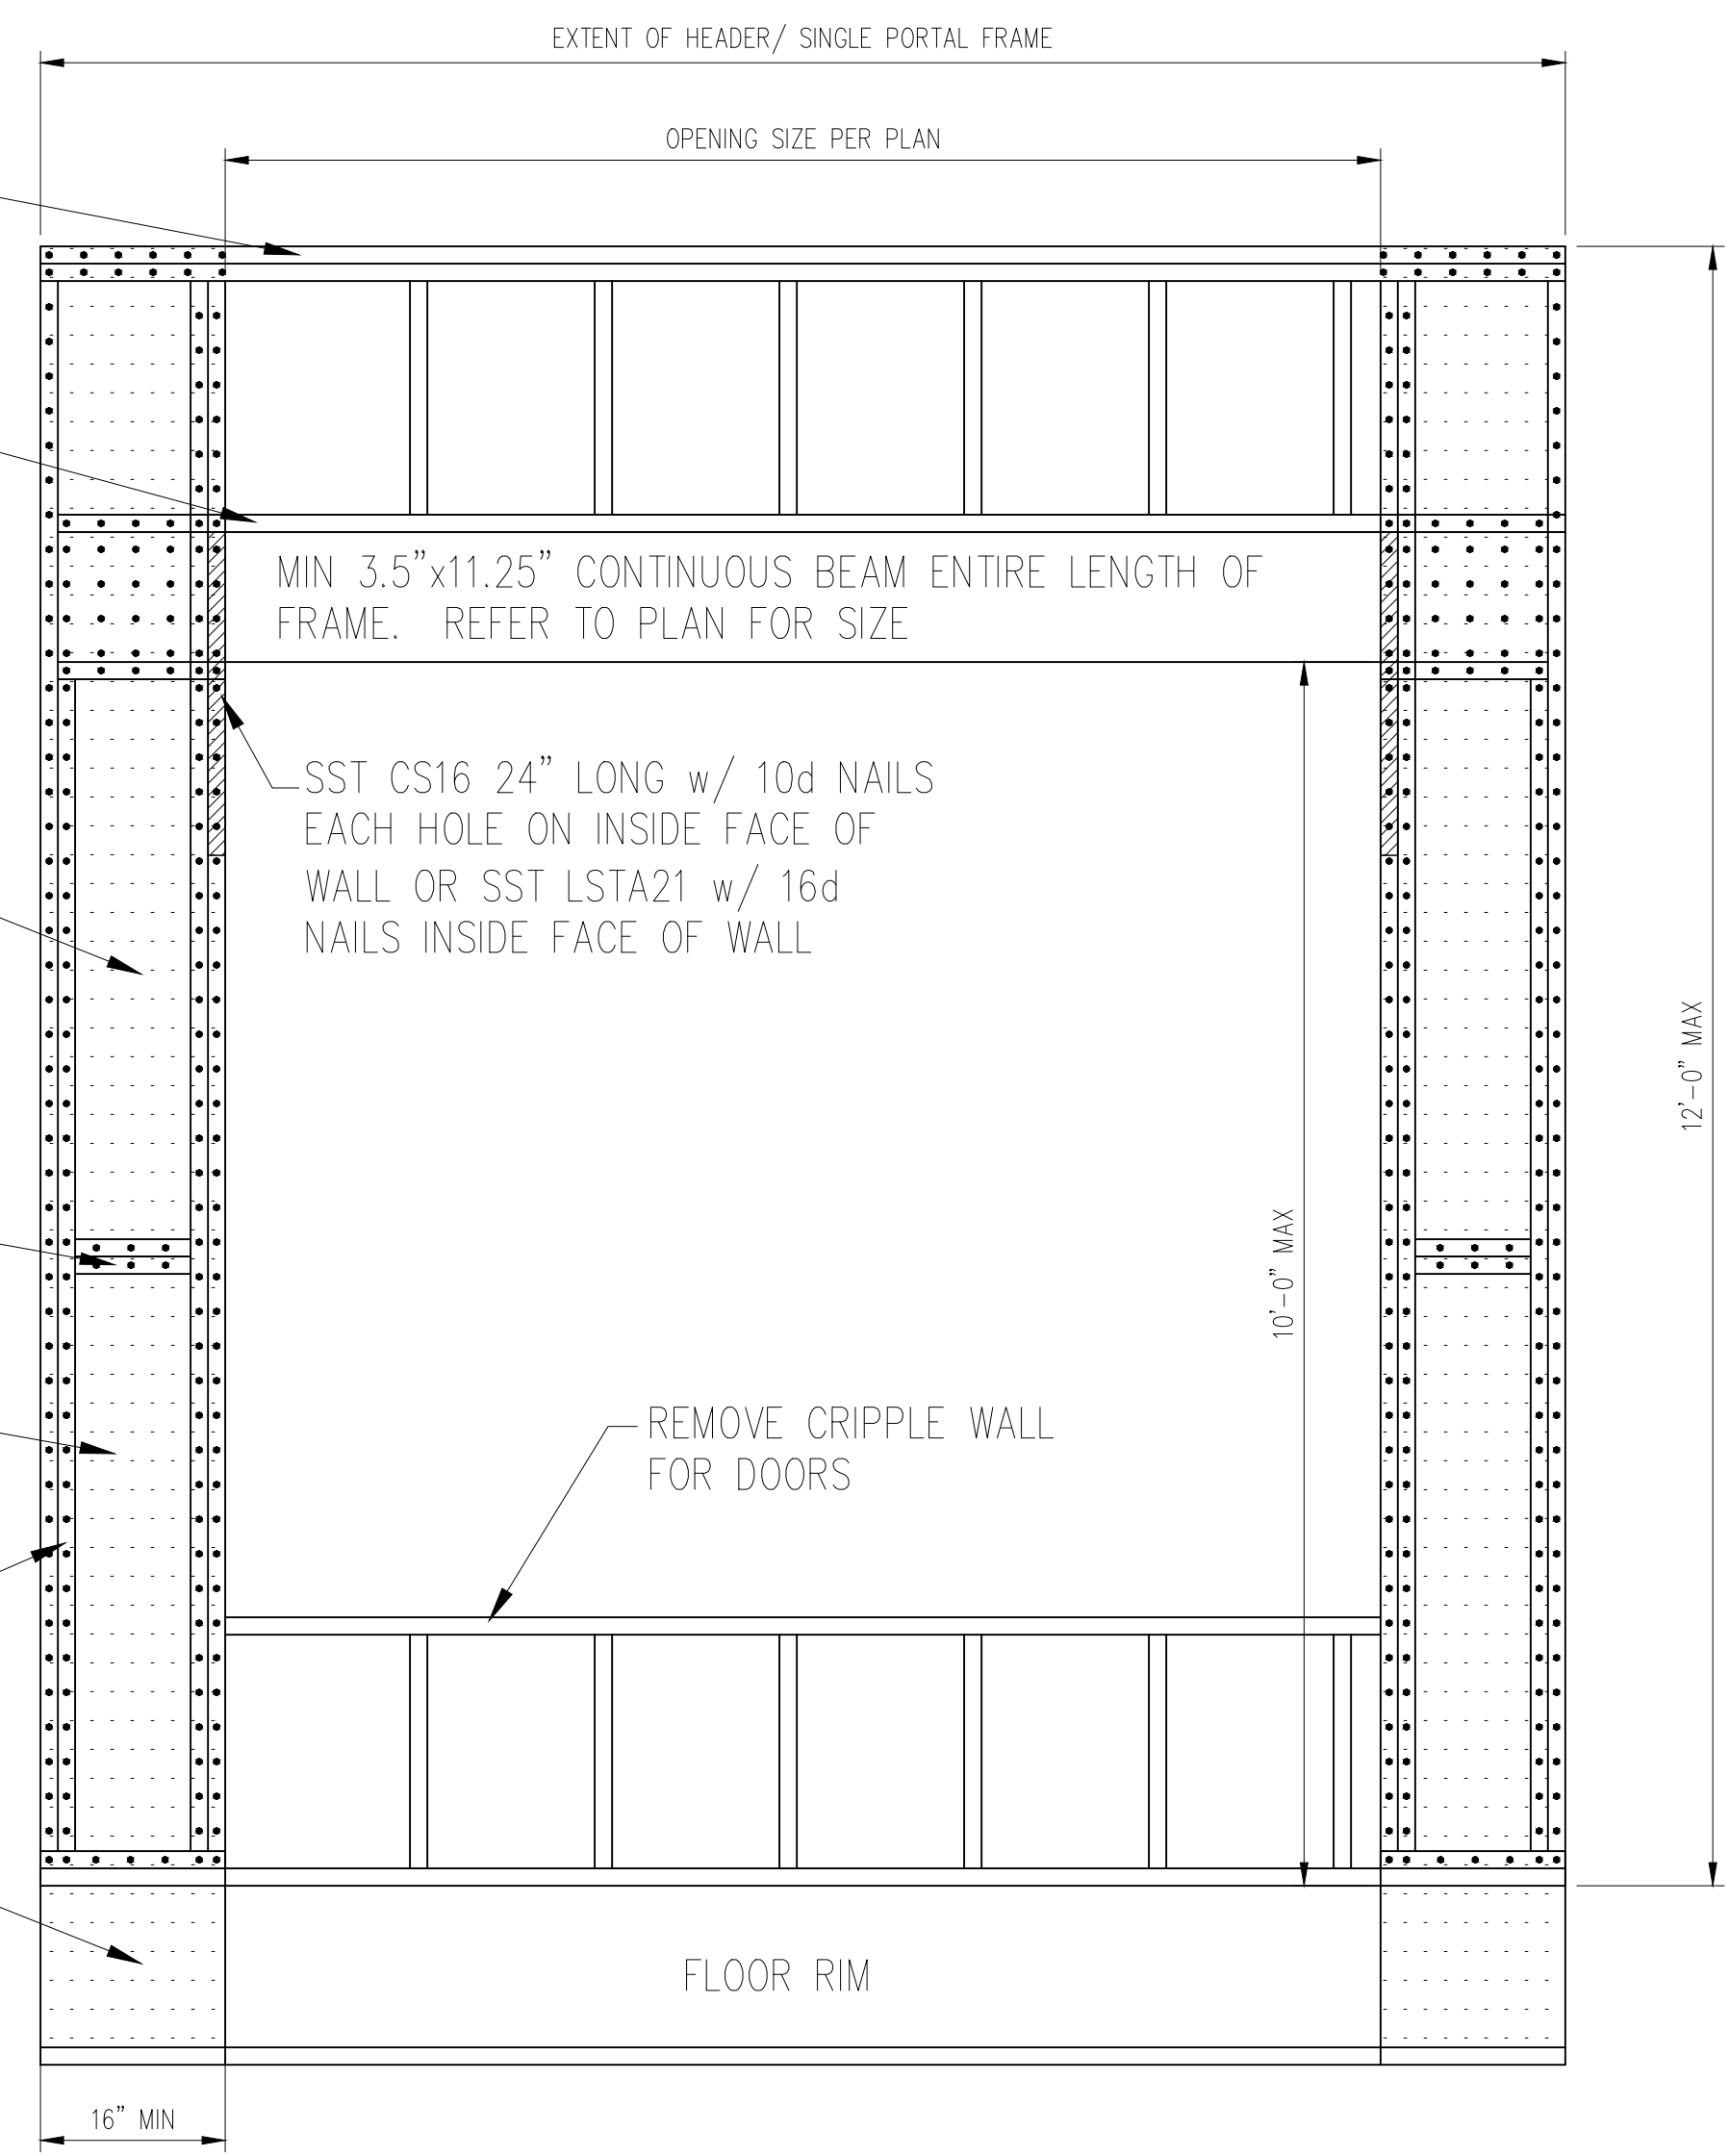 EXTENT OF HEADER/ SINGLE PORTAL FRAME
OPENING SIZE PER PLAN
MIN 3.5”x11.25” CONTINUOUS BEAM ENTIRE LENGTH OF
FRAME. REFER TO PLAN FOR SIZE
SST CS16 24” LONG w/ 10d NAILS
EACH HOLE ON INSIDE FACE OF
WALL OR SST LSTA21 w/ 16d
NAILS INSIDE FACE OF WALL
12’-0” MAX
10’-0” MAX
REMOVE CRIPPLE WALL
FOR DOORS
FLOOR RIM
16” MIN